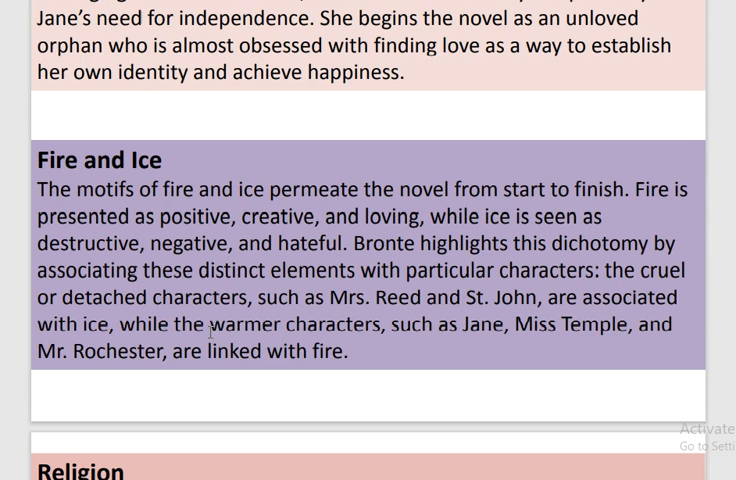 Jane's need for independence. She begins the novel as an unloved
orphan who is almost obsessed with finding love as a way to establish
her own identity and achieve happiness.
Fire and Ice
The motifs of fire and ice permeate the novel from start to finish. Fire is
presented as positive, creative, and loving, while ice is seen as
destructive, negative, and hateful. Bronte highlights this dichotomy by
associating these distinct elements with particular characters: the cruel
or detached characters, such as Mrs. Reed and St. John, are associated
with ice, while the warmer characters, such as Jane, Miss Temple, and
Mr. Rochester, are linked with fire.
Activate
Go to Setti
Religion